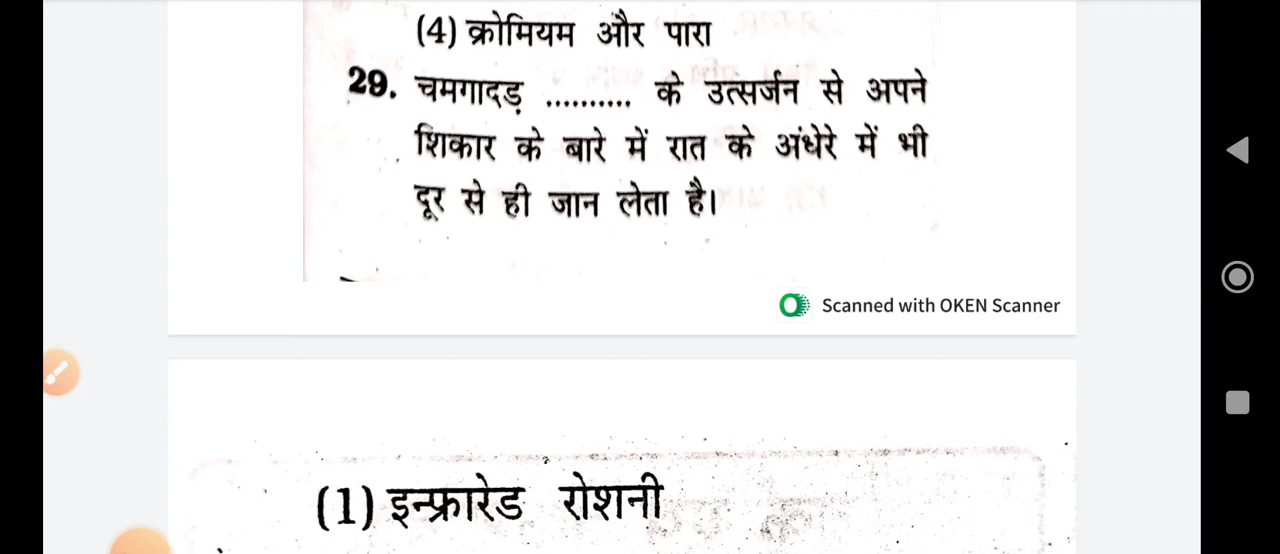 (4) क्रोमियम और पारा
29. चमगादड़ .......... के उत्सर्जन से अपने
शिकार के बारे में रात के अंधेरे में भी
दूर से ही जान लेता है।
Scanned with OKEN Scanner
(1) इन्फ्रारेड रोशनी